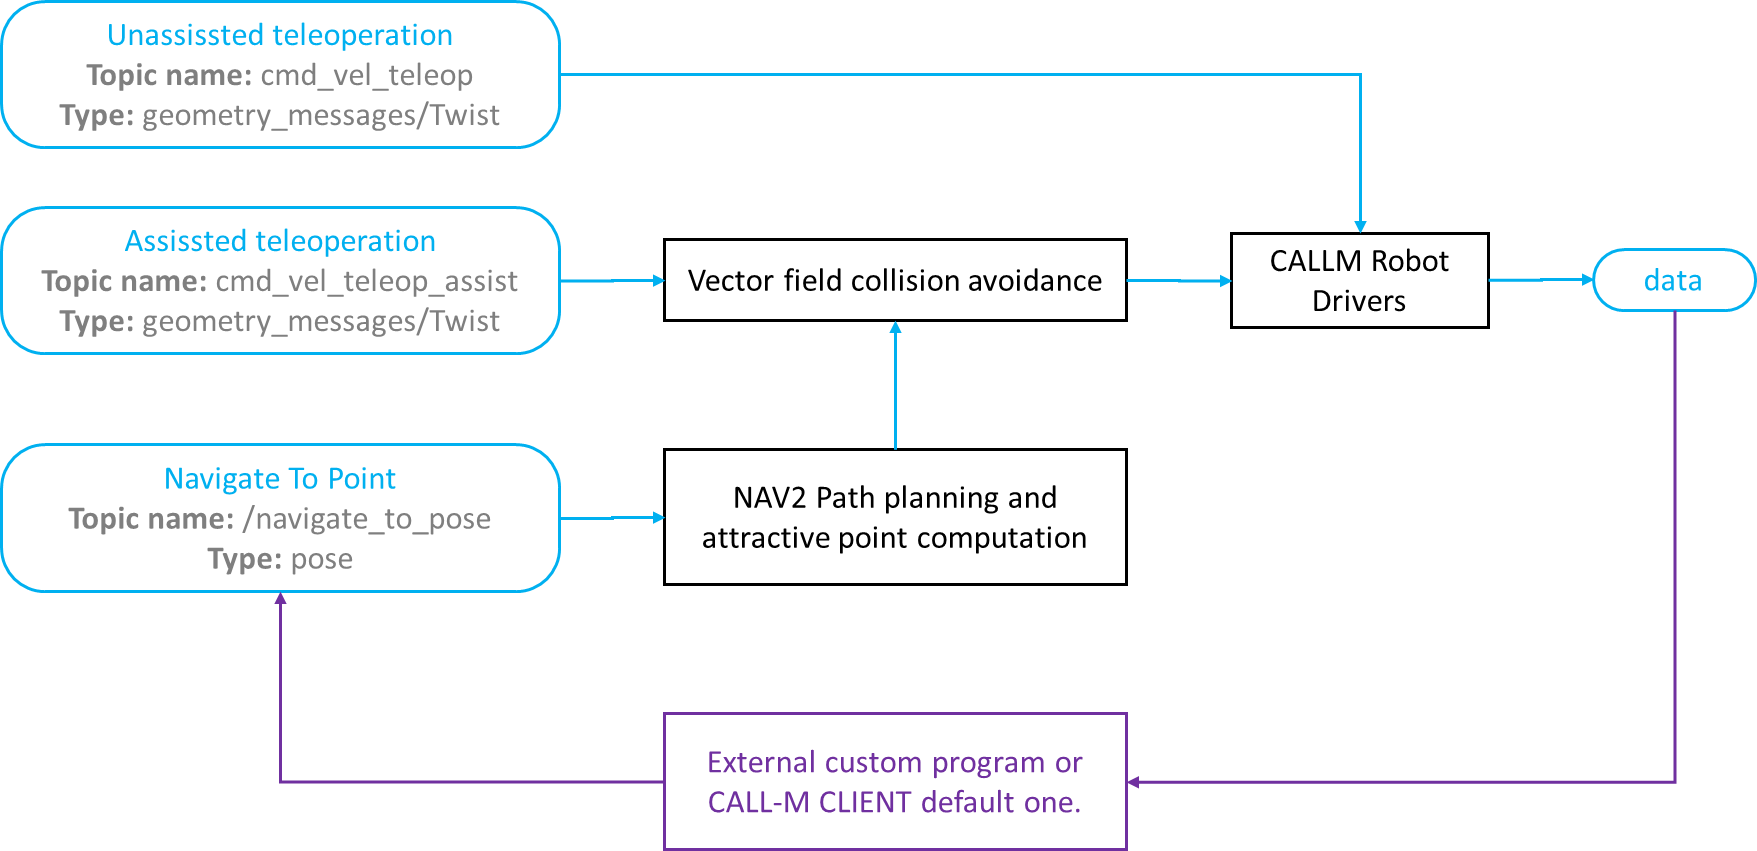 Unassissted teleoperation
Topic name: cmd_vel_teleop
Type: geometry_messages/Twist
Assissted teleoperation
Topic name: cmd_vel_teleop_assist
Type: geometry_messages/Twist
Vector field collision avoidance
CALLM Robot
Drivers
data
Navigate To Point
Topic name: /navigate_to_pose
Type: pose
NAV2 Path planning and
attractive point computation
External custom program or
CALL-M CLIENT default one.